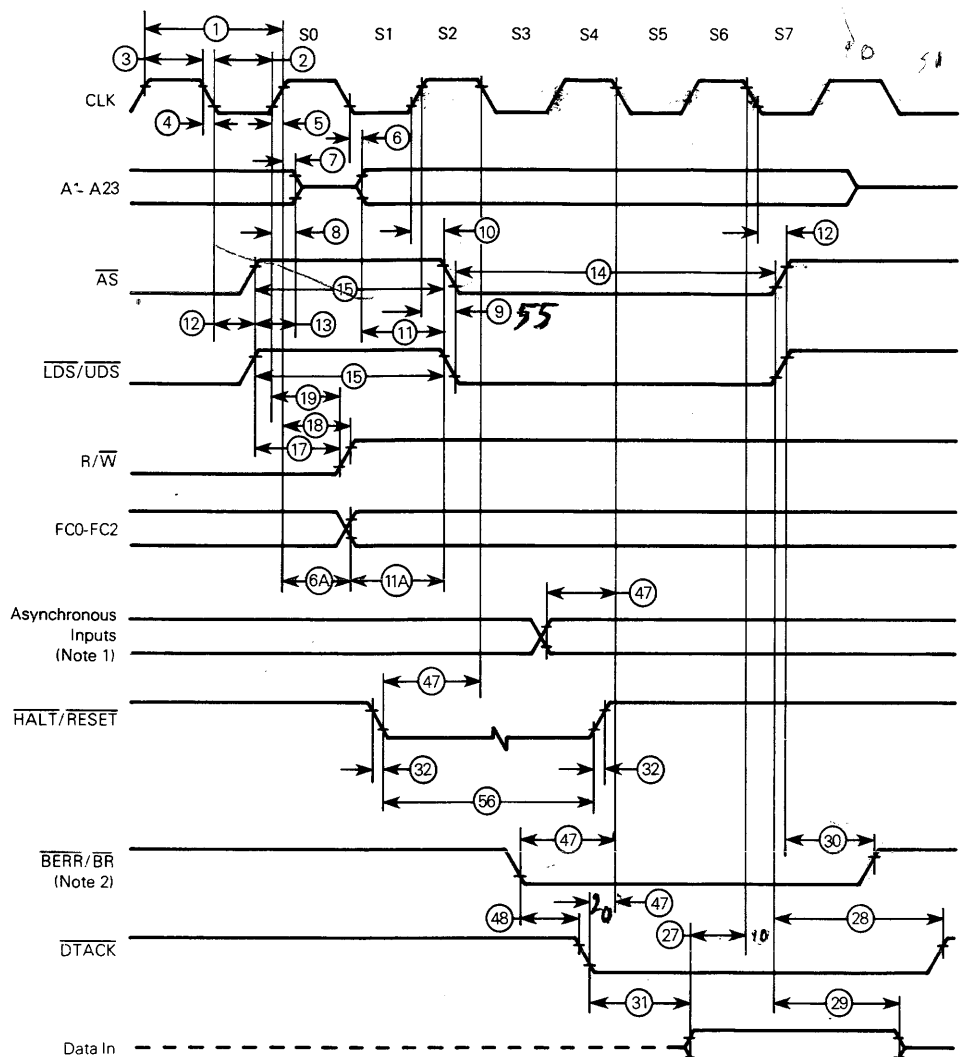 1 S0 S1 S2 S3 S4 S5 S6 S7
3 2
CLK
4 5 6
7
A1-A23
8 10 12
AS
15 14
9 55
12 13 11
LDS/UDS
15
19
18
17
R/W
FC0-FC2
6A 11A
Asynchronous
Inputs
(Note 1)
47
47
HALT/RESET
32 32
56
BERR/BR
(Note 2)
47 30
20 47
48 27 10 28
DTACK
31 29
Data In